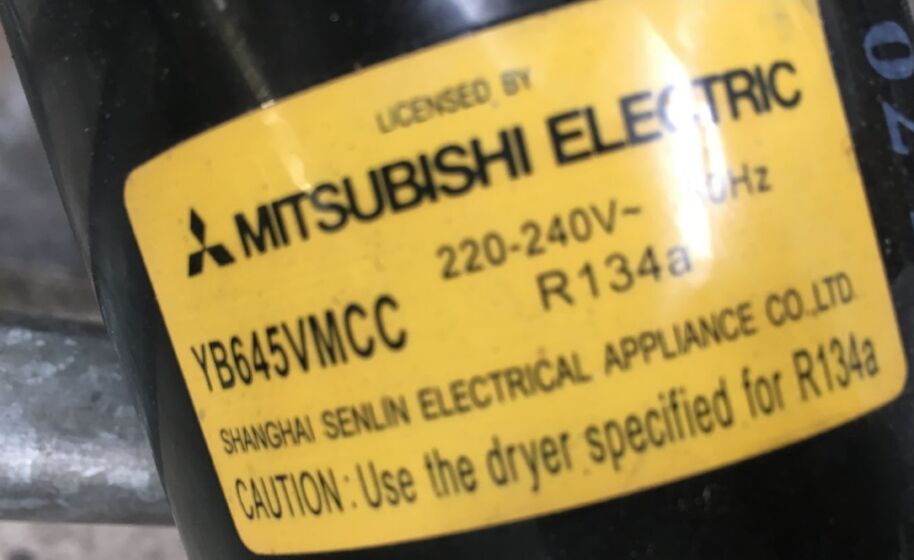 LICENSED BY
MITSUBISHI ELECTRIC
220-240V~ 0Hz
R134a
YB645VMCC
SHANGHAI SENLIN ELECTRICAL APPLIANCE CO.,LTD.
CAUTION : Use the dryer specified for R134a